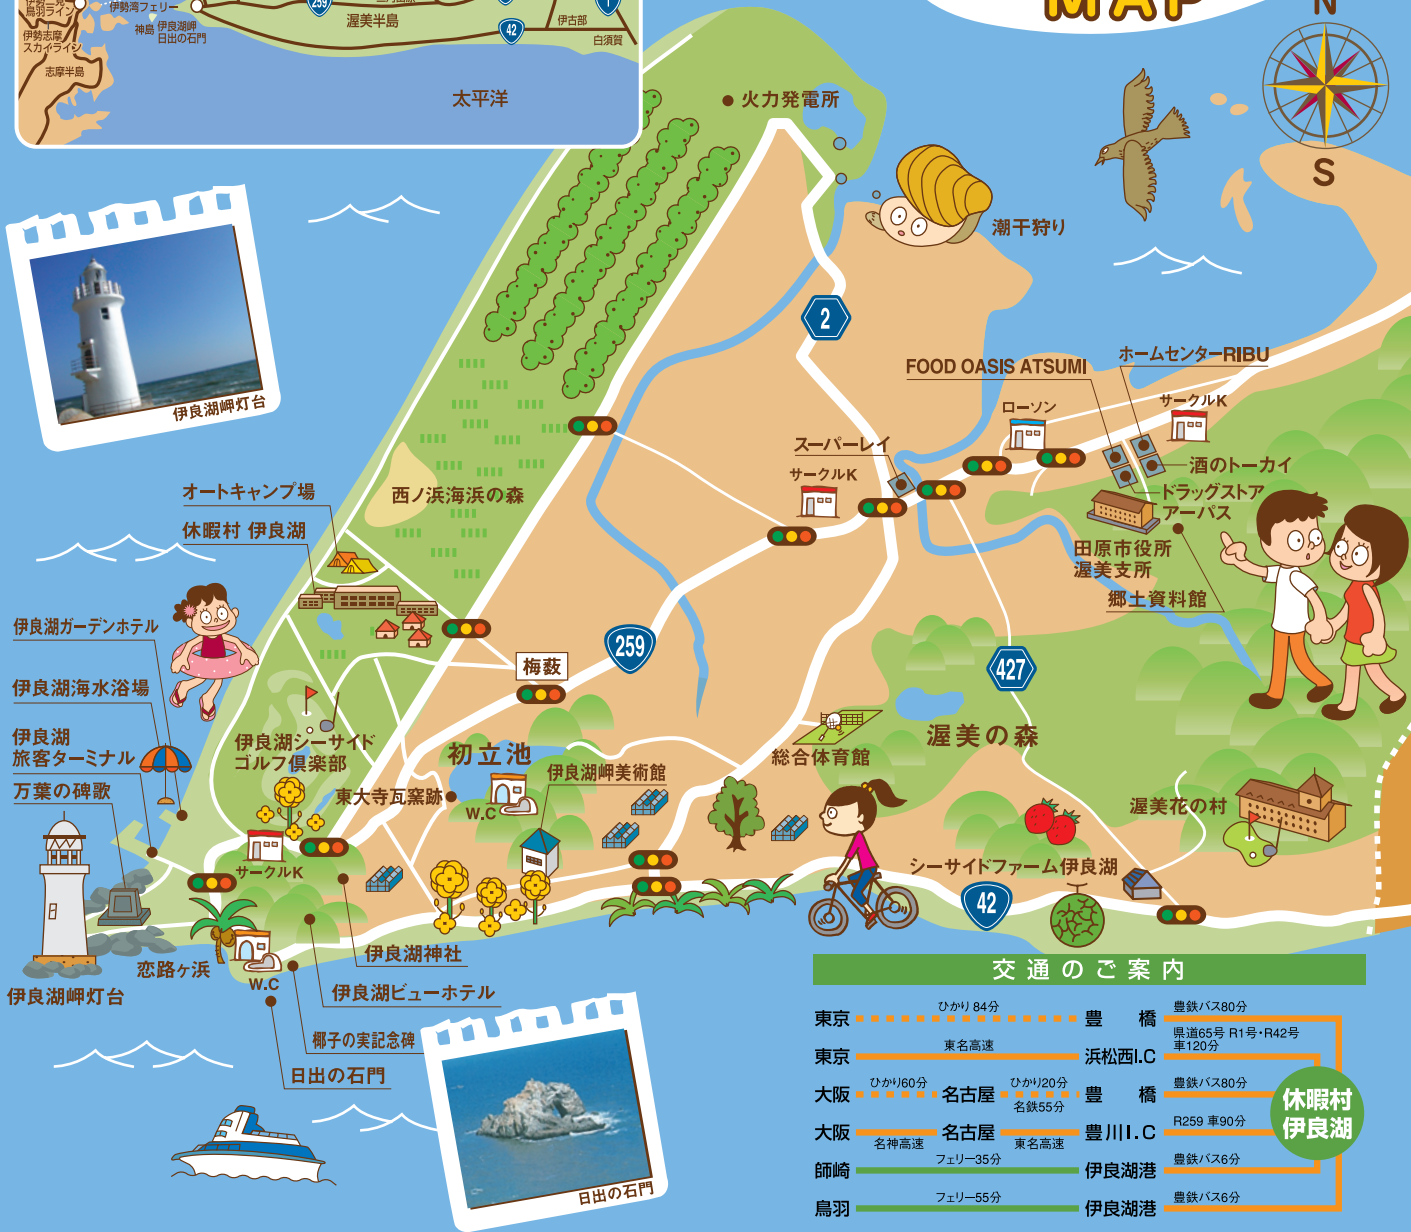 鳥羽ライン
伊勢湾フェリー
伊勢志摩
スカイライン
志摩半島
神島
伊良湖岬
日出の石門
259
渥美半島
42
伊古部
白須賀
1
太平洋
MAP
N
S
火力発電所
潮干狩り
伊良湖岬灯台
2
FOOD OASIS ATSUMI
ホームセンターRIBU
ローソン
サークルK
スーパーレイ
サークルK
酒のトーカイ
ドラッグストア
アーパス
田原市役所
渥美支所
郷土資料館
西ノ浜海浜の森
オートキャンプ場
休暇村 伊良湖
伊良湖ガーデンホテル
伊良湖海水浴場
伊良湖
旅客ターミナル
万葉の碑歌
梅薮
259
427
伊良湖シーサイド
ゴルフ倶楽部
初立池
伊良湖岬美術館
東大寺瓦窯跡
W.C
総合体育館
渥美の森
渥美花の村
シーサイドファーム伊良湖
42
サークルK
恋路ヶ浜
伊良湖岬灯台
W.C
伊良湖神社
伊良湖ビューホテル
椰子の実記念碑
日出の石門
日出の石門
交通のご案内
東京 ひかり84分 豊橋 豊鉄バス80分
東京 東名高速 浜松西I.C 県道65号 R1号・R42号
車120分
大阪 ひかり60分 名古屋 ひかり20分 名鉄55分 豊橋 豊鉄バス80分
大阪 名神高速 名古屋 東名高速 豊川I.C R259 車90分
師崎 フェリー35分 伊良湖港 豊鉄バス6分
鳥羽 フェリー55分 伊良湖港 豊鉄バス6分
休暇村
伊良湖